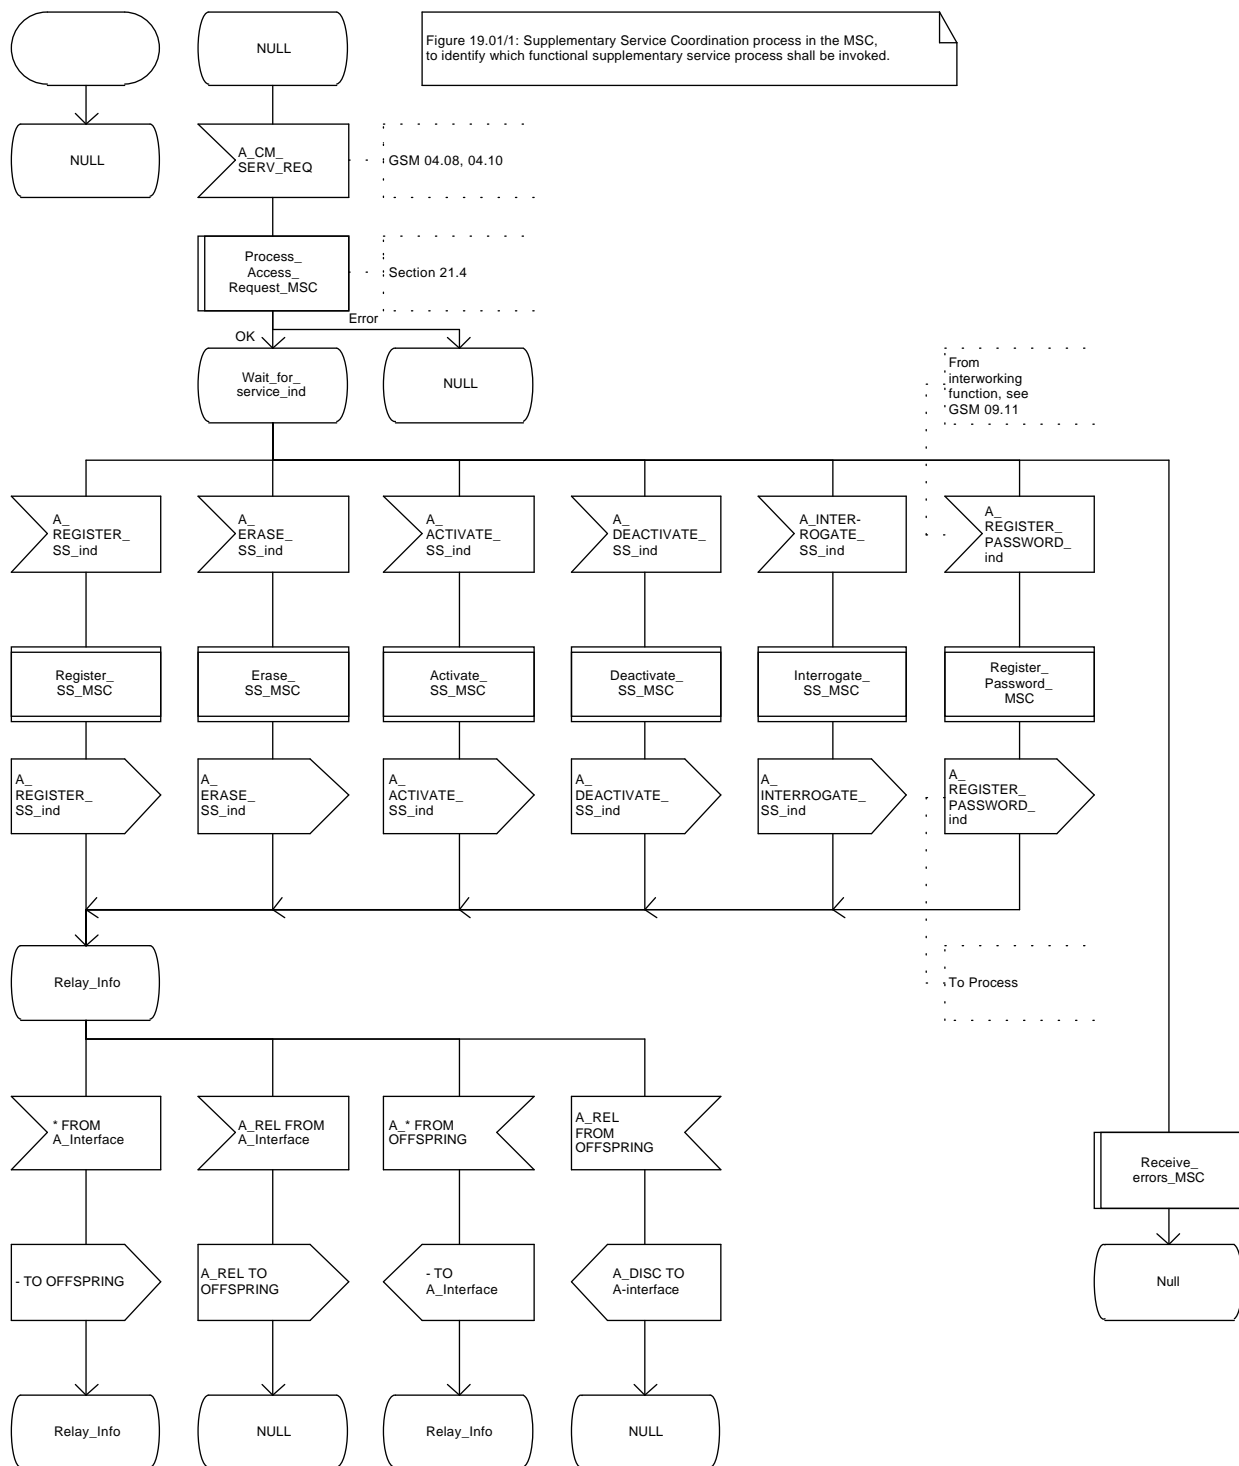 NULL
Figure 19.01/1: Supplementary Service Coordination process in the MSC,
to identify which functional supplementary service process shall be invoked.
NULL
A_CM_
SERV_REQ
GSM 04.08, 04.10
Process_
Access_
Request_MSC
Section 21.4
Error
OK
Wait_for_
service_ind
NULL
From
interworking
function, see
GSM 09.11
A_
REGISTER_
SS_ind
A_
ERASE_
SS_ind
A_
ACTIVATE_
SS_ind
A_
DEACTIVATE_
SS_ind
A_INTER-
ROGATE_
SS_ind
A_
REGISTER_
PASSWORD_
ind
Register_
SS_MSC
Erase_
SS_MSC
Activate_
SS_MSC
Deactivate_
SS_MSC
Interrogate_
SS_MSC
Register_
Password_
MSC
A_
REGISTER_
SS_ind
A_
ERASE_
SS_ind
A_
ACTIVATE_
SS_ind
A_
DEACTIVATE_
SS_ind
A_
INTERROGATE_
SS_ind
A_
REGISTER_
PASSWORD_
ind
Relay_Info
To Process
* FROM
A_Interface
A_REL FROM
A_Interface
A_* FROM
OFFSPRING
A_REL
FROM
OFFSPRING
Receive_
errors_MSC
- TO OFFSPRING
A_REL TO
OFFSPRING
- TO
A_Interface
A_DISC TO
A-interface
Null
Relay_Info
NULL
Relay_Info
NULL